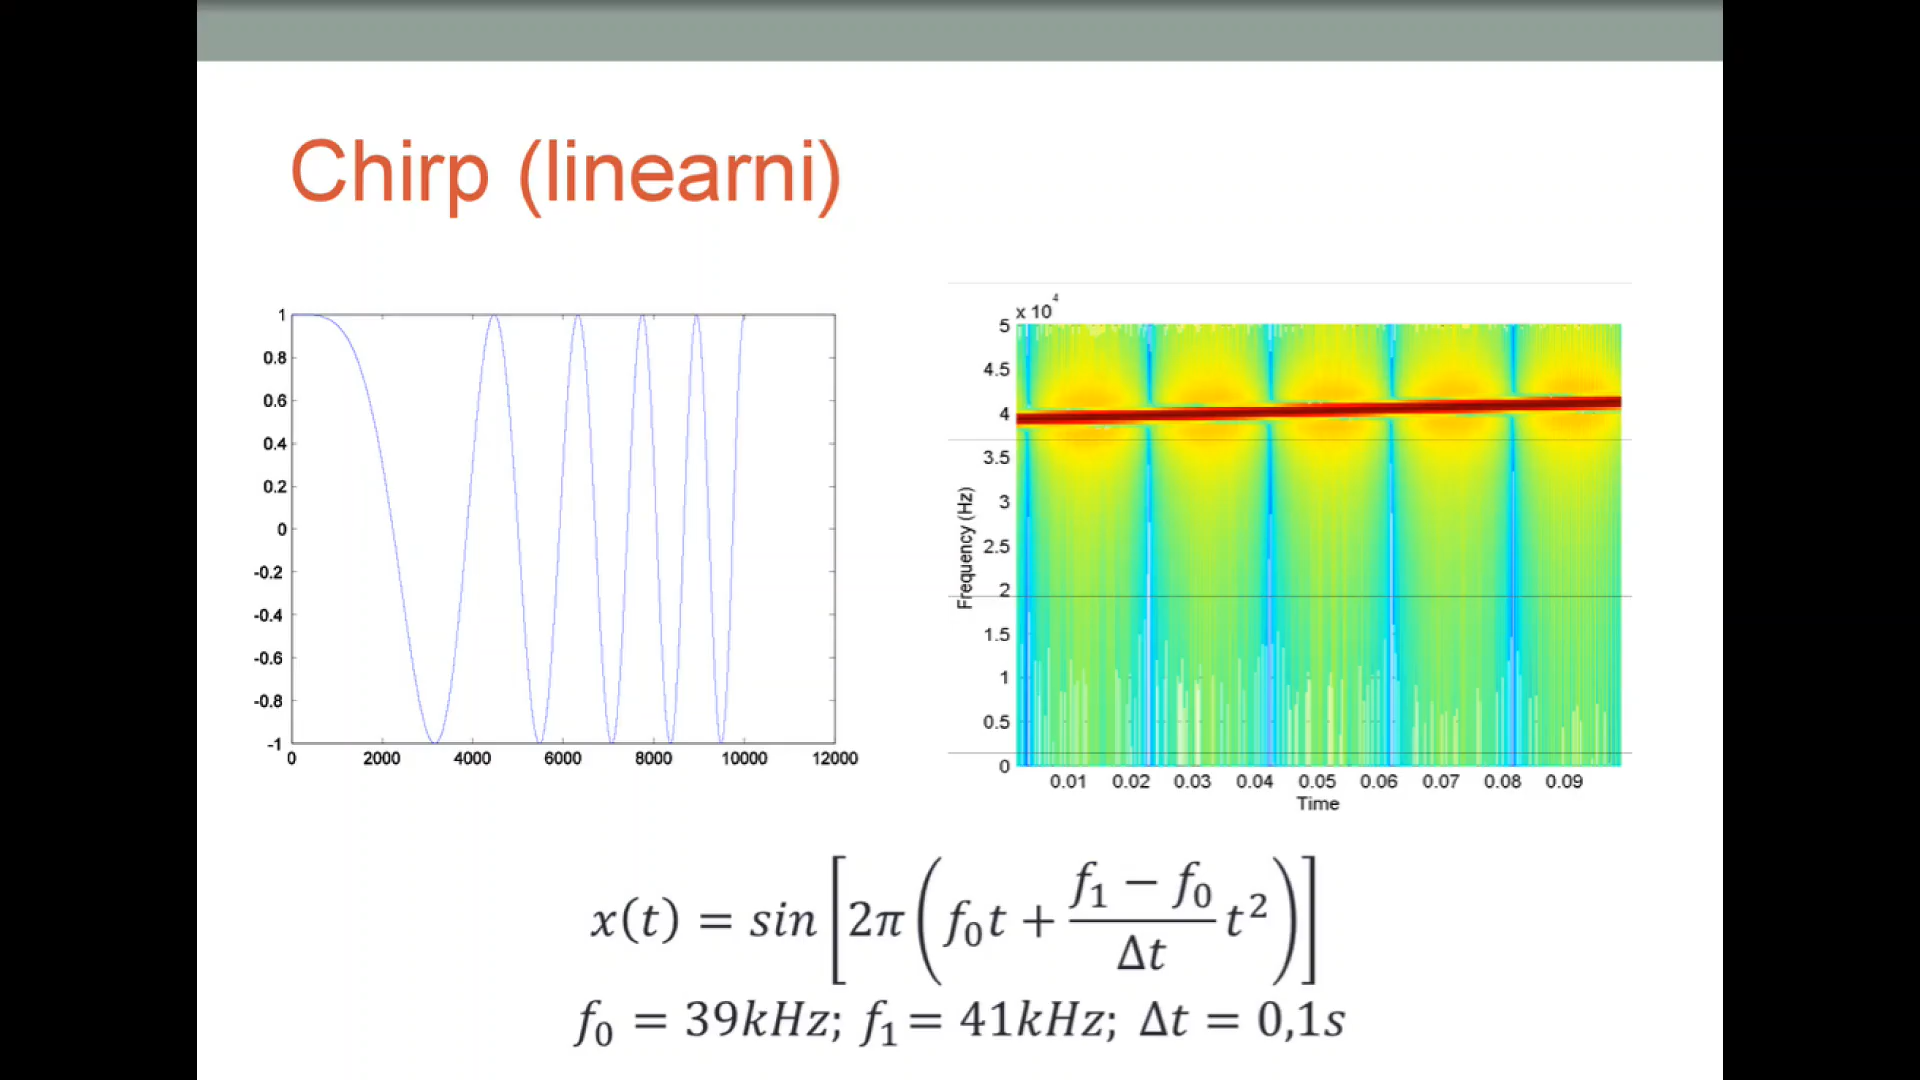 Chirp (linearni)
1
0.8
0.6
0.4
0.2
0
-0.2
-0.4
-0.6
-0.8
-1
0 2000 4000 6000 8000 10000 12000
x 10^4
5
4.5
4
3.5
3
2.5
2
1.5
1
0.5
0
Frequency (Hz)
0.01 0.02 0.03 0.04 0.05 0.06 0.07 0.08 0.09
Time
x(t) = sin[2π(f₀t + (f₁ − f₀)/Δt t²)]
f₀ = 39kHz; f₁ = 41kHz; Δt = 0,1s